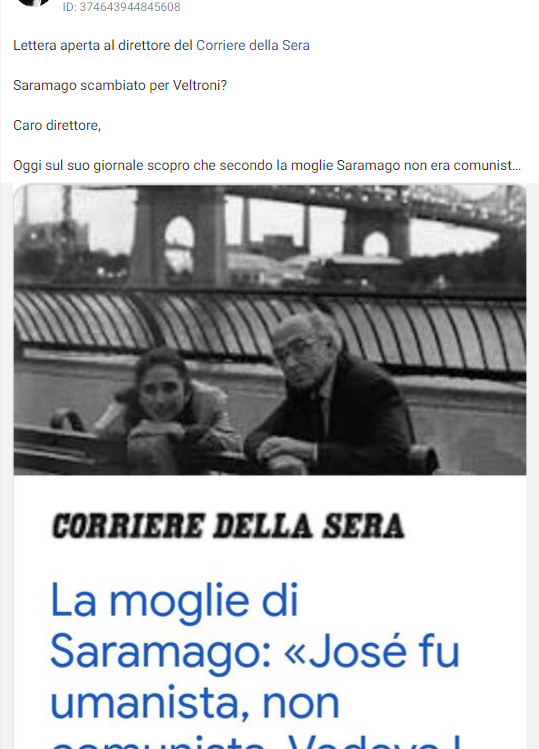 ID: 374643944845608
Lettera aperta al direttore del Corriere della Sera
Saramago scambiato per Veltroni?
Caro direttore,
Oggi sul suo giornale scopro che secondo la moglie Saramago non era comunist...
CORRIERE DELLA SERA
La moglie di
Saramago: «José fu
umanista, non